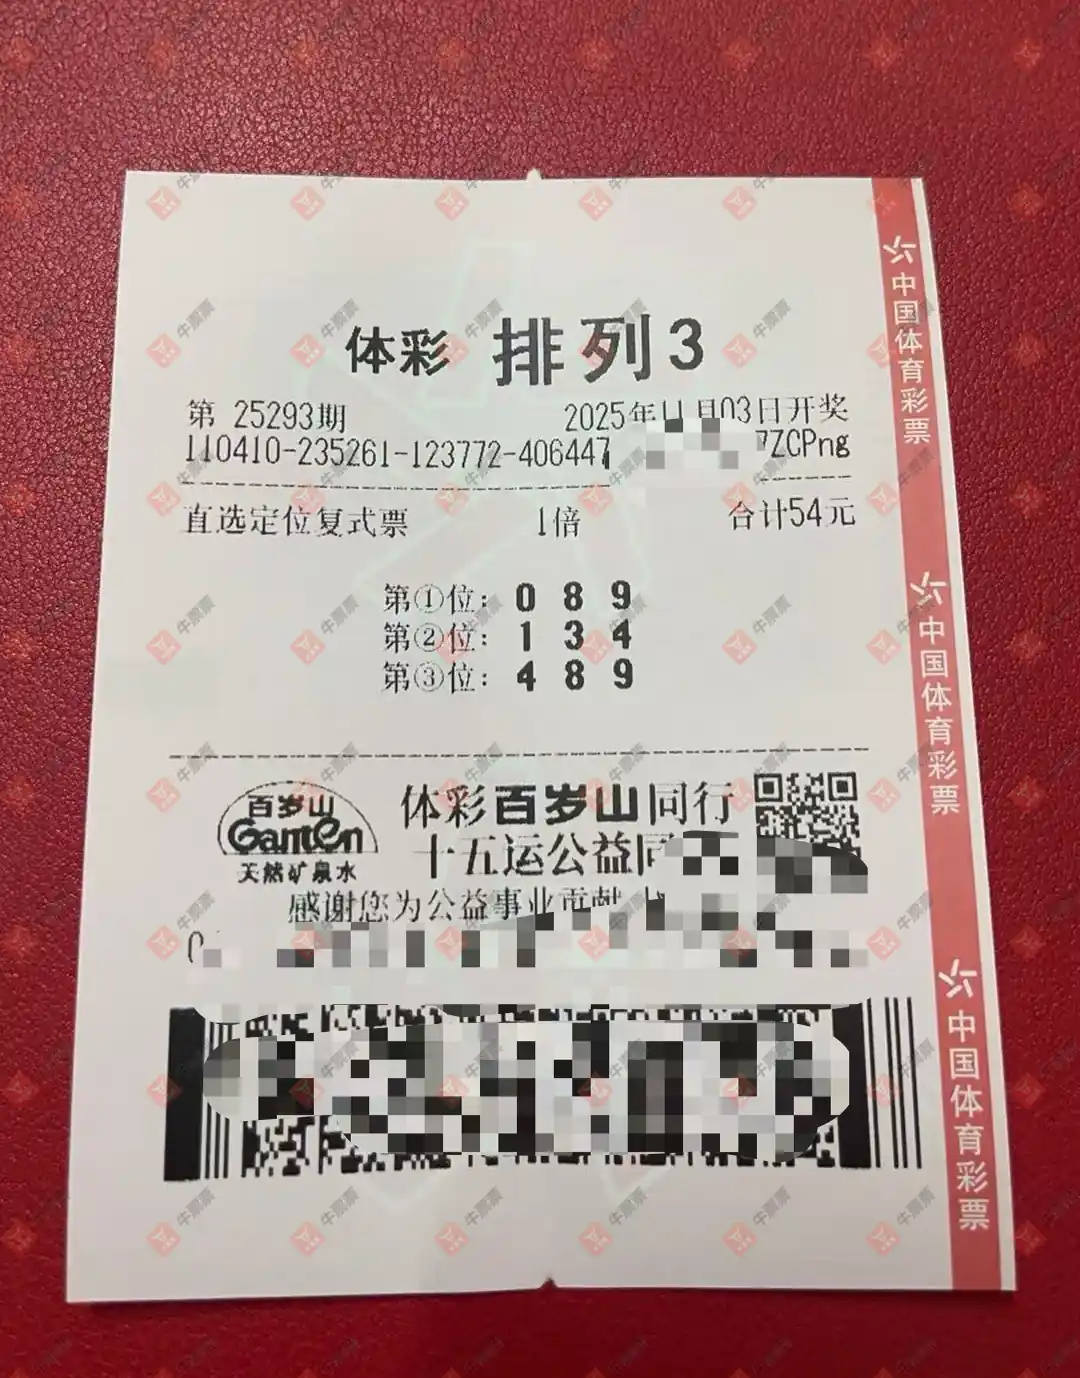 体彩 排列3
第 25293期 2025年11月03日开奖
110410-235261-123772-406447 7ZCPng
直选定位复式票 1倍 合计54元
第①位: 0 8 9
第②位: 1 3 4
第③位: 4 8 9
百岁山
Ganten
天然矿泉水
体彩百岁山同行
十五运公益同
感谢您为公益事业贡献
中国体育彩票
中国体育彩票
中国体育彩票
牛票票